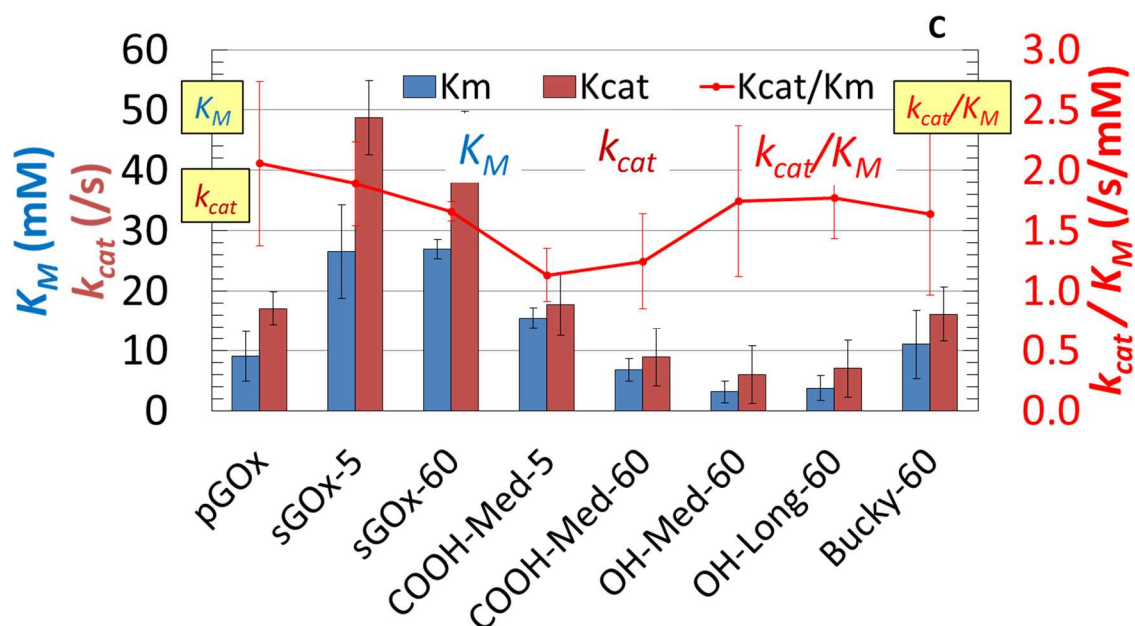 C
60
50
40
30
20
10
0
3.0
2.5
2.0
1.5
1.0
0.5
0.0
K_M (mM)
k_cat (/s)
k_cat / K_M (/s/mM)
Km Kcat Kcat/Km
K_M
k_cat
k_cat/K_M
K_M k_cat k_cat/K_M
pGOx
sGOx-5
sGOx-60
COOH-Med-5
COOH-Med-60
OH-Med-60
OH-Long-60
Bucky-60